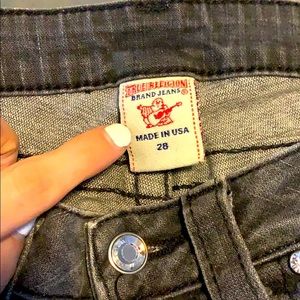 TRUE RELIGION
BRAND JEANS®
MADE IN USA
28